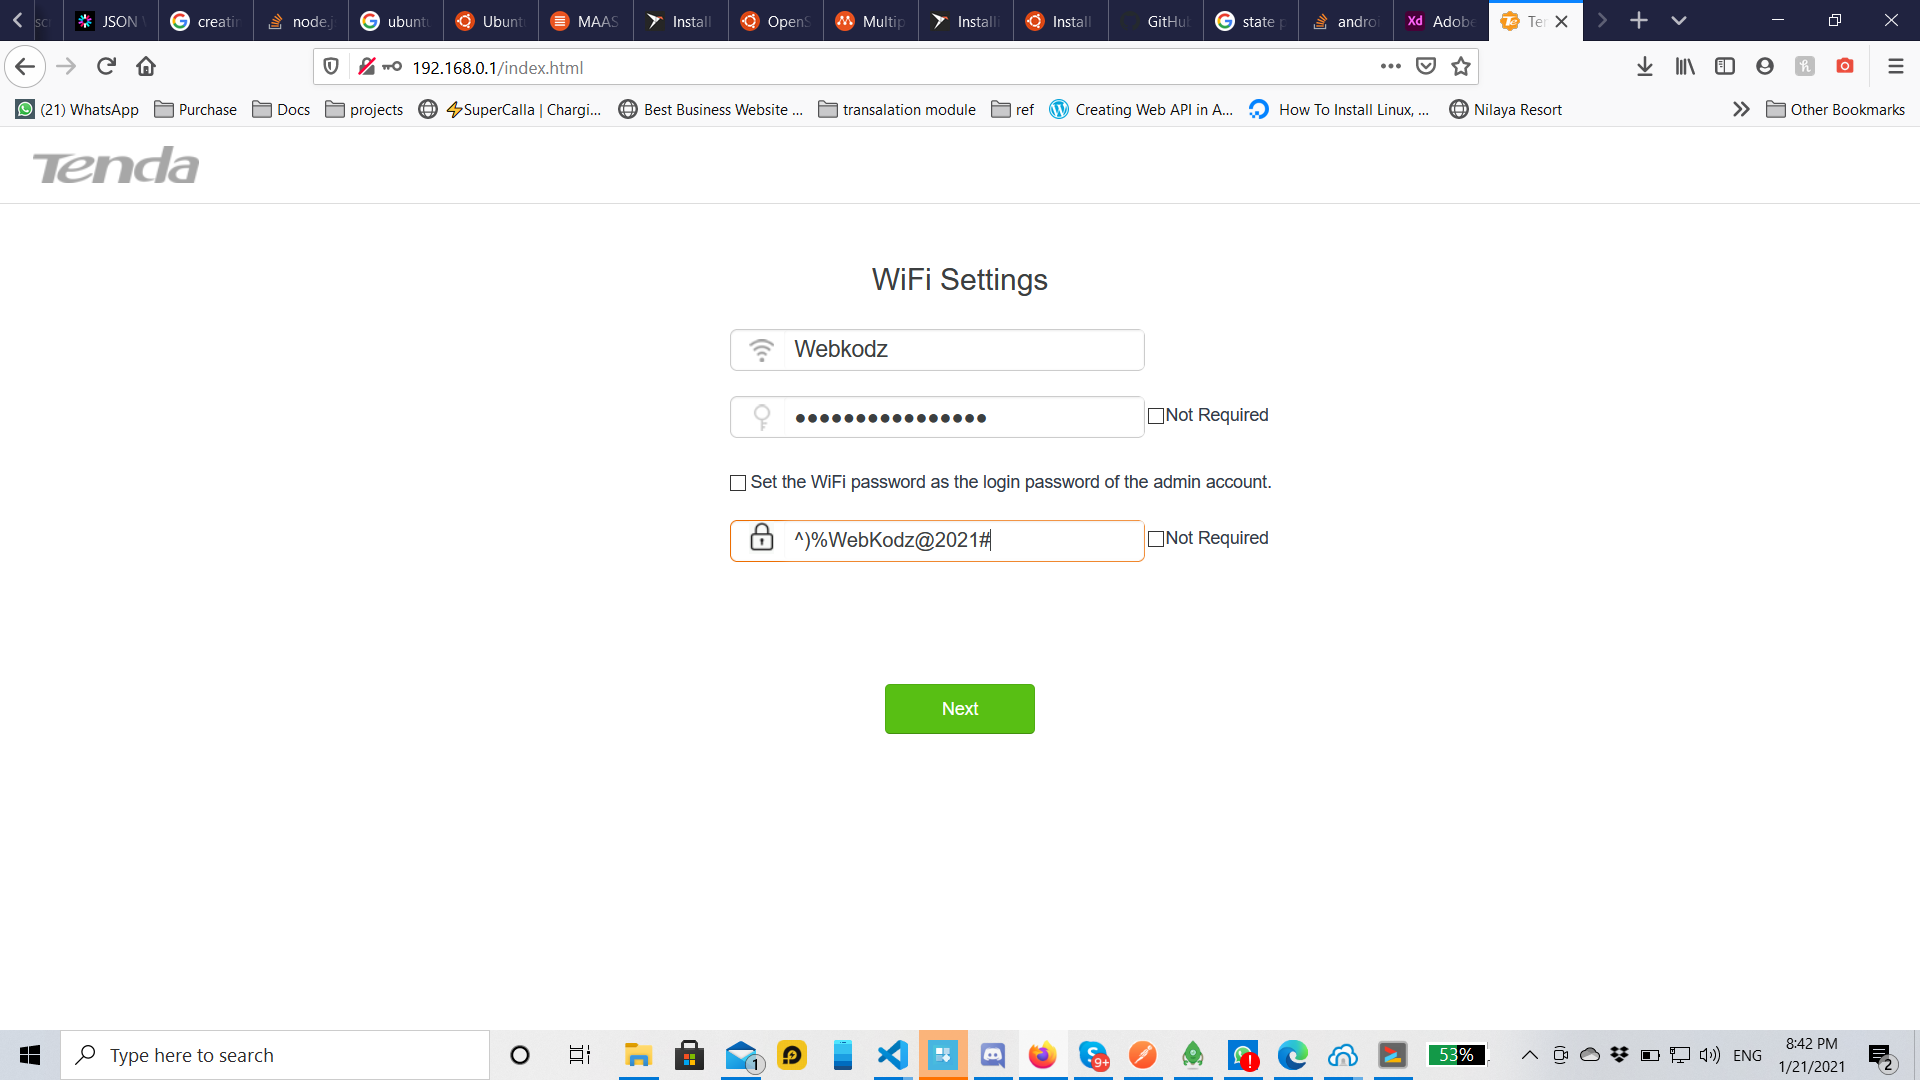 JSON
creatin
node.j
ubuntu
Ubuntu
MAAS
Install
OpenS
Multip
Installi
Install
GitHub
state p
androi
Adobe
Ten
192.168.0.1/index.html
(21) WhatsApp
Purchase
Docs
projects
⚡SuperCalla | Chargi...
Best Business Website ...
transalation module
ref
Creating Web API in A...
How To Install Linux, ...
Nilaya Resort
Other Bookmarks
Tenda
WiFi Settings
Webkodz
●●●●●●●●●●●●●●●●
Not Required
Set the WiFi password as the login password of the admin account.
^)%WebKodz@2021#
Not Required
Next
Type here to search
1
9+
53%
ENG
8:42 PM
1/21/2021
2